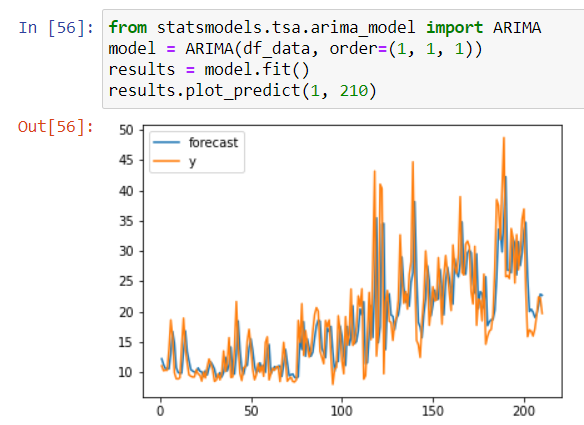 In [56]: from statsmodels.tsa.arima_model import ARIMA
model = ARIMA(df_data, order=(1, 1, 1))
results = model.fit()
results.plot_predict(1, 210)
Out[56]:
50
45
40
35
30
25
20
15
10
forecast
y
0 50 100 150 200